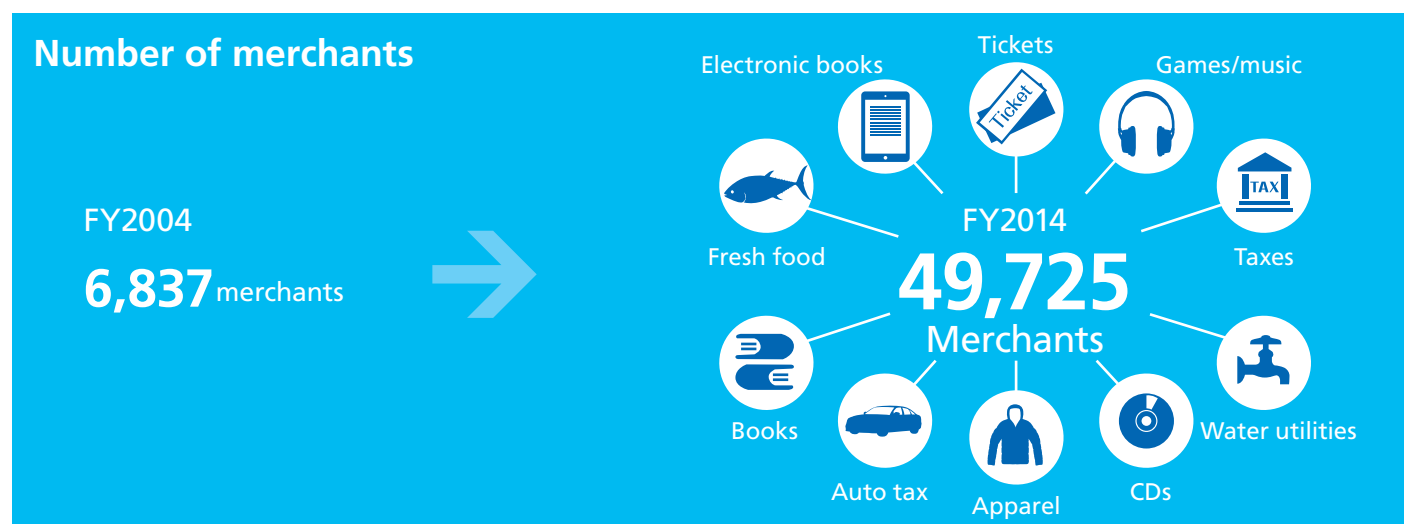 Number of merchants
FY2004
6,837 merchants
Tickets
Electronic books
Games/music
Ticket
TAX
FY2014
49,725
Merchants
Fresh food
Taxes
Books
Water utilities
Auto tax
Apparel
CDs